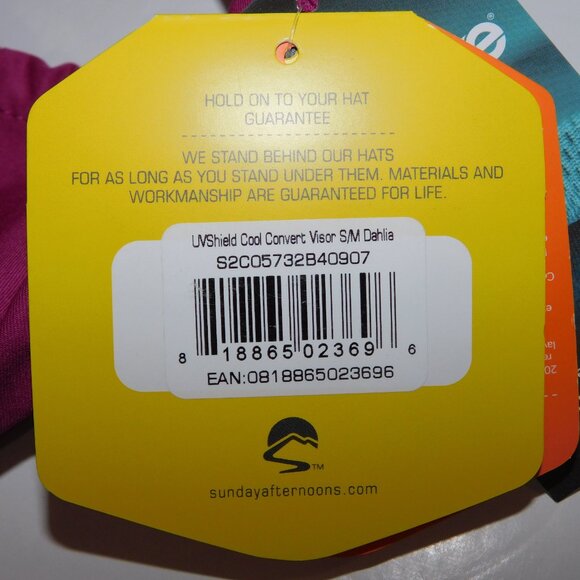 HOLD ON TO YOUR HAT
GUARANTEE
WE STAND BEHIND OUR HATS
FOR AS LONG AS YOU STAND UNDER THEM. MATERIALS AND
WORKMANSHIP ARE GUARANTEED FOR LIFE.
UVShield Cool Convert Visor S/M Dahlia
S2C05732B40907
8 18865 02369 6
EAN:0818865023696
TM
sundayafternoons.com